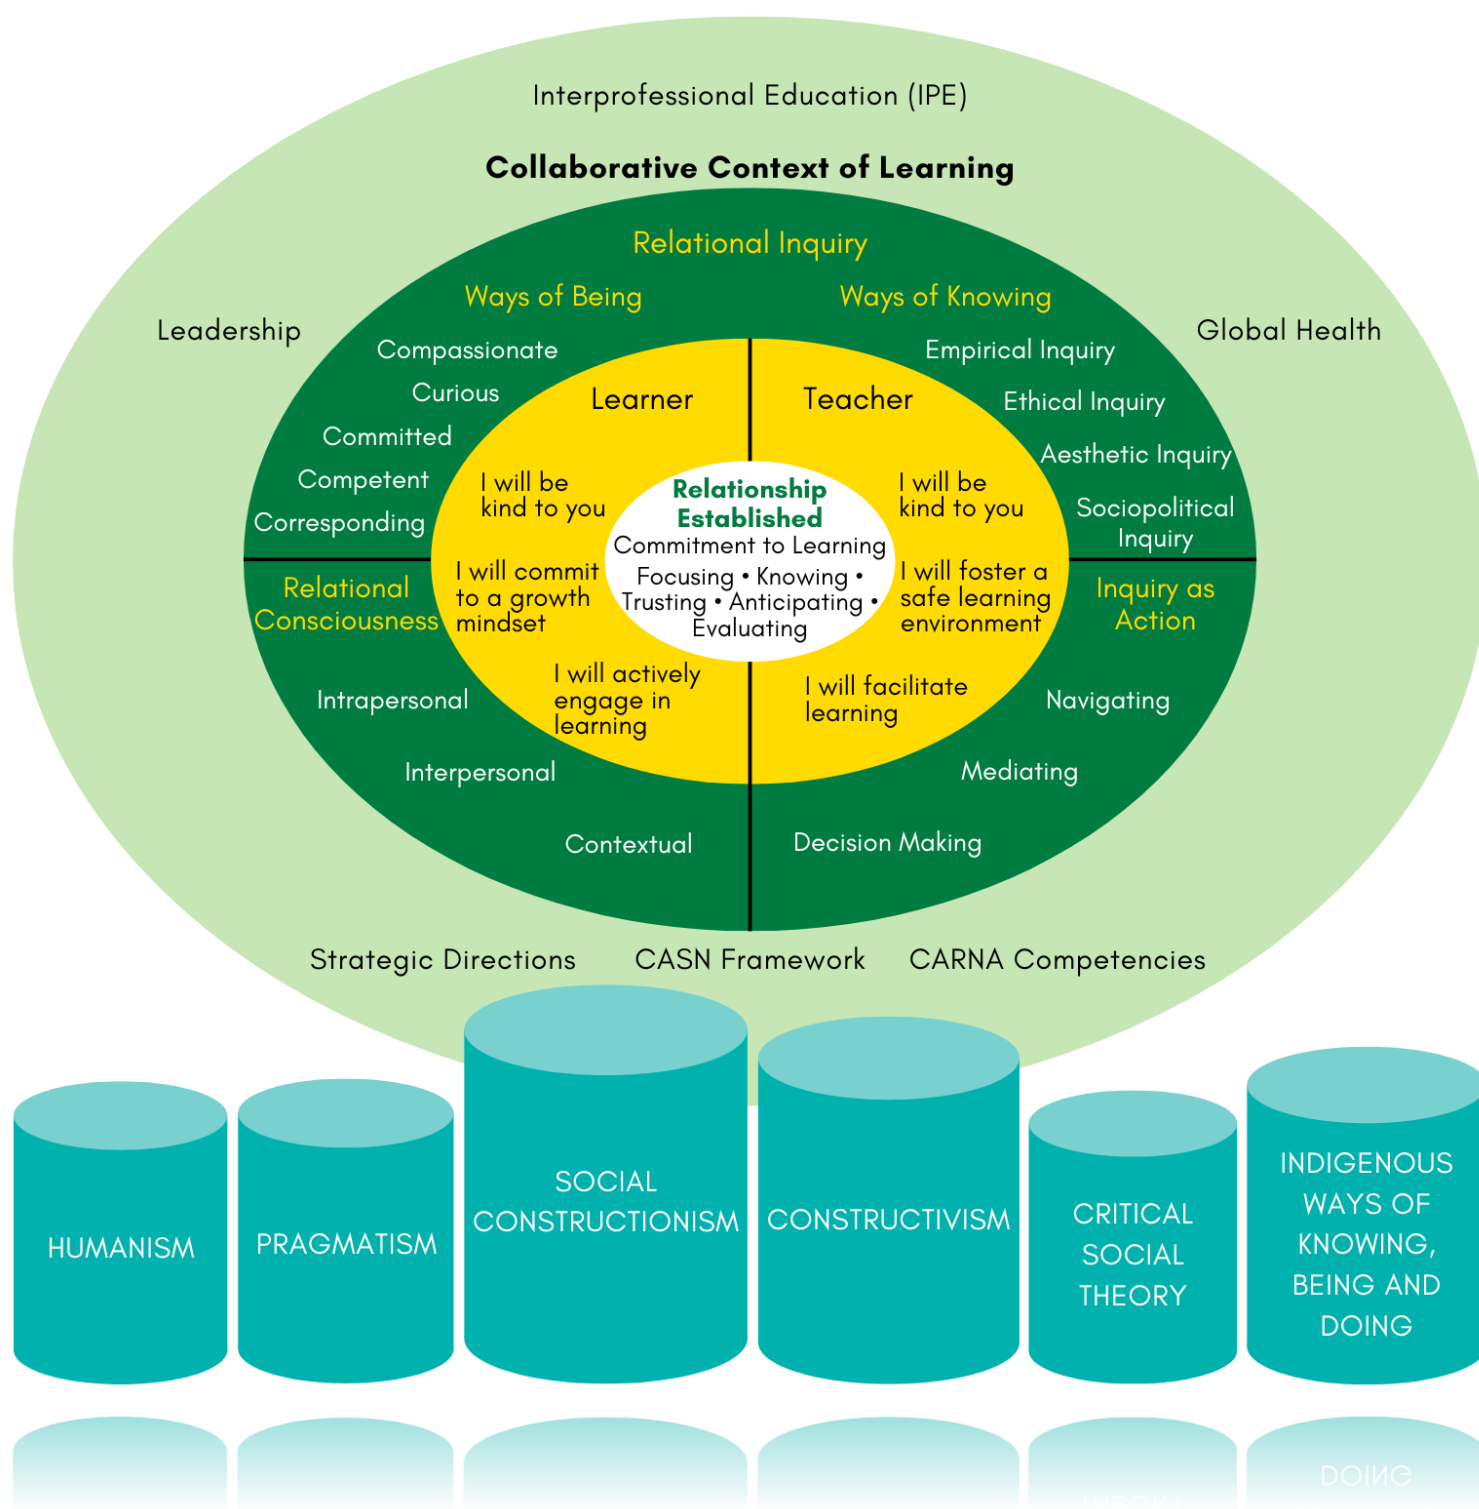 Interprofessional Education (IPE)
Collaborative Context of Learning
Leadership
Global Health
Relational Inquiry
Ways of Being
Compassionate
Curious
Committed
Competent
Corresponding
Ways of Knowing
Empirical Inquiry
Ethical Inquiry
Aesthetic Inquiry
Sociopolitical
Inquiry
Relational
Consciousness
Intrapersonal
Interpersonal
Contextual
Inquiry as
Action
Navigating
Mediating
Decision Making
Learner
I will be
kind to you
I will commit
to a growth
mindset
I will actively
engage in
learning
Teacher
I will be
kind to you
I will foster a
safe learning
environment
I will facilitate
learning
Relationship
Established
Commitment to Learning
Focusing • Knowing •
Trusting • Anticipating •
Evaluating
Strategic Directions
CASN Framework
CARNA Competencies
HUMANISM
PRAGMATISM
SOCIAL
CONSTRUCTIONISM
CONSTRUCTIVISM
CRITICAL
SOCIAL
THEORY
INDIGENOUS
WAYS OF
KNOWING,
BEING AND
DOING